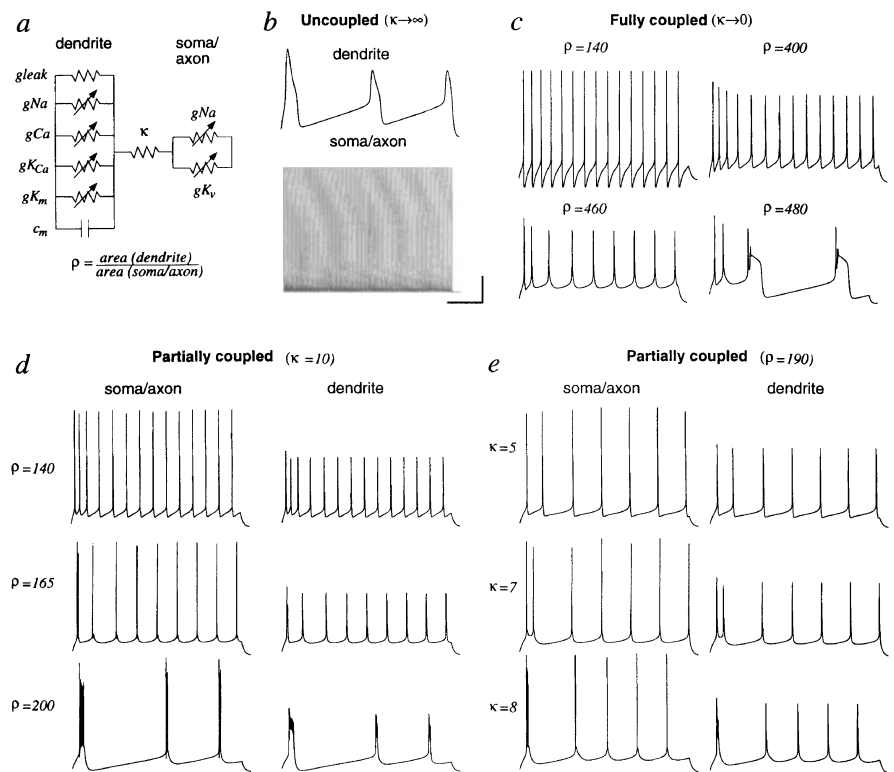 a
dendrite
soma/
axon
gleak
gNa
gCa
gKCa
gKm
cm
κ
gNa
gKv
ρ = area (dendrite)
area (soma/axon)
b
Uncoupled (κ→∞)
dendrite
soma/axon
c
Fully coupled (κ→0)
ρ =140
ρ =400
ρ =460
ρ =480
d
Partially coupled (κ =10)
soma/axon
dendrite
ρ =140
ρ =165
ρ =200
e
Partially coupled (ρ =190)
soma/axon
dendrite
κ=5
κ=7
κ=8